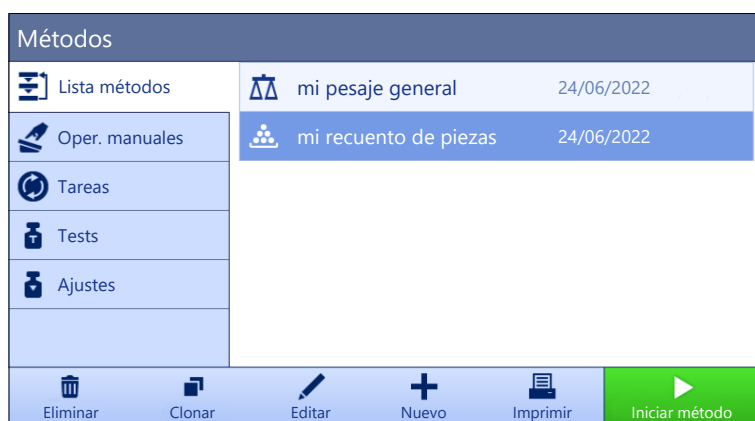 Métodos
Lista métodos
mi pesaje general 24/06/2022
Oper. manuales
mi recuento de piezas 24/06/2022
Tareas
Tests
Ajustes
Eliminar Clonar Editar Nuevo Imprimir Iniciar método